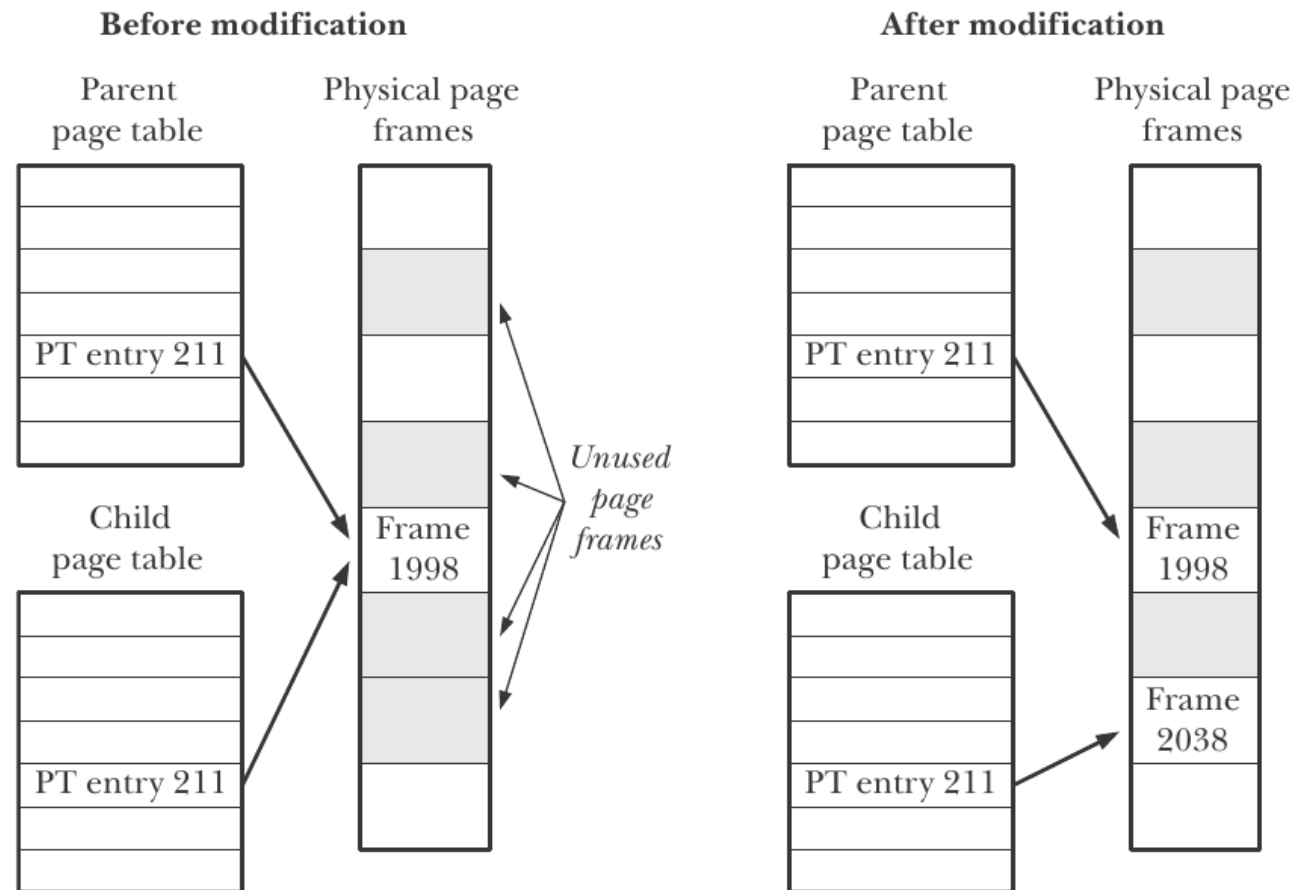 Before modification
Parent
page table
Physical page
frames
PT entry 211
Child
page table
PT entry 211
Frame
1998
Unused
page
frames
After modification
Parent
page table
Physical page
frames
PT entry 211
Child
page table
PT entry 211
Frame
1998
Frame
2038